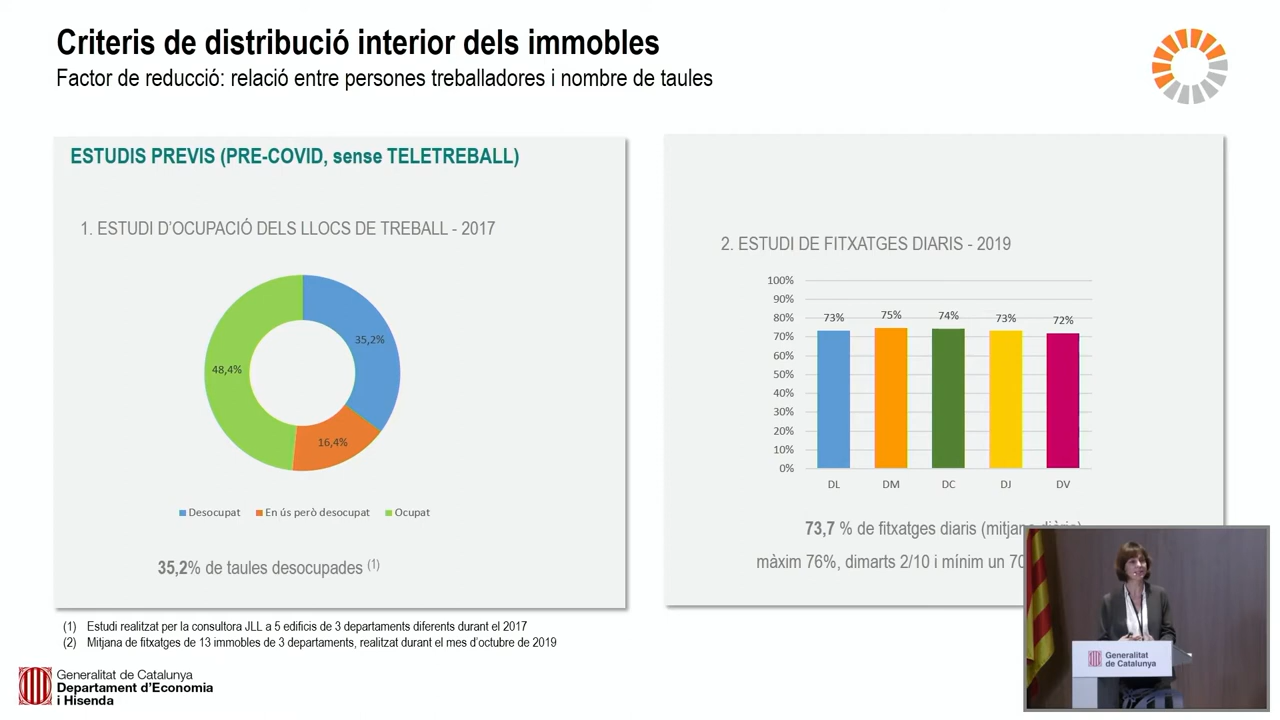 Criteris de distribució interior dels immobles
Factor de reducció: relació entre persones treballadores i nombre de taules
ESTUDIS PREVIS (PRE-COVID, sense TELETREBALL)
1. ESTUDI D'OCUPACIÓ DELS LLOCS DE TREBALL - 2017
35,2%
48,4%
16,4%
Desocupat
En ús però desocupat
Ocupat
35,2% de taules desocupades (1)
2. ESTUDI DE FITXATGES DIARIS - 2019
100%
90%
80%
70%
60%
50%
40%
30%
20%
10%
0%
73%
75%
74%
73%
72%
DL
DM
DC
DJ
DV
73,7 % de fitxatges diaris (mitjana diària)
màxim 76%, dimarts 2/10 i mínim un 70
(1) Estudi realitzat per la consultora JLL a 5 edificis de 3 departaments diferents durant el 2017
(2) Mitjana de fitxatges de 13 immobles de 3 departaments, realitzat durant el mes d'octubre de 2019
Generalitat de Catalunya
Departament d'Economia
i Hisenda
Generalitat
de Catalunya